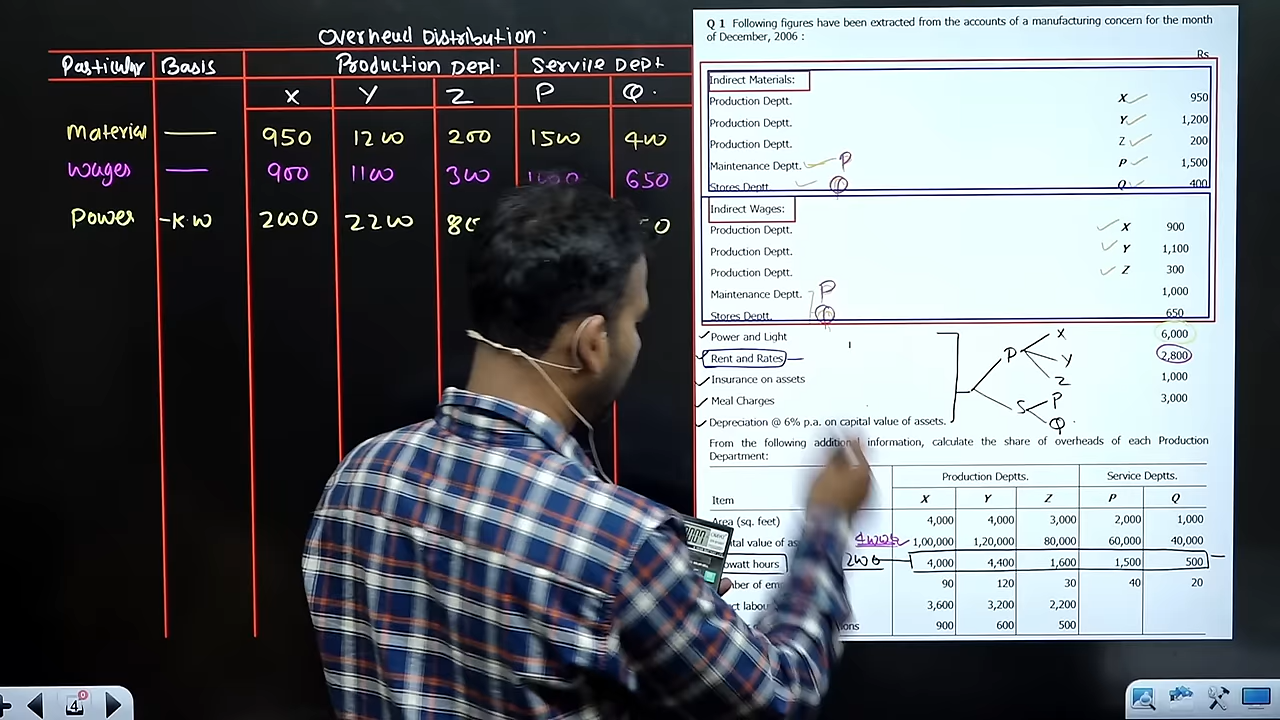 Overhead Distribution.
Particular Basis Production Dept. Service Dept
X Y Z P Q.
Material — 950 1200 200 1500 400
Wages — 900 1100 300 650
Power -K.W 2000 2200
Q 1 Following figures have been extracted from the accounts of a manufacturing concern for the month
of December, 2006 :
Rs
Indirect Materials:
Production Deptt. X 950
Production Deptt. Y 1,200
Production Deptt. Z 200
Maintenance Deptt. P P 1,500
Stores Deptt. Q Q 400
Indirect Wages:
Production Deptt. X 900
Production Deptt. Y 1,100
Production Deptt. Z 300
Maintenance Deptt. P 1,000
Stores Deptt. Q 650
Power and Light 6,000
Rent and Rates 2,800
Insurance on assets 1,000
Meal Charges 3,000
Depreciation @ 6% p.a. on capital value of assets.
P X Y Z
S P Q
From the following additional information, calculate the share of overheads of each Production
Department:
Production Deptts. Service Deptts.
Item X Y Z P Q
Area (sq. feet) 4,000 4,000 3,000 2,000 1,000
1,00,000 1,20,000 80,000 60,000 40,000
hours 4,000 4,400 1,600 1,500 500
90 120 30 40 20
3,600 3,200 2,200
900 600 500
4